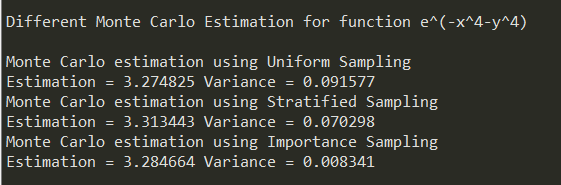 Different Monte Carlo Estimation for function e^(-x^4-y^4)
Monte Carlo estimation using Uniform Sampling
Estimation = 3.274825 Variance = 0.091577
Monte Carlo estimation using Stratified Sampling
Estimation = 3.313443 Variance = 0.070298
Monte Carlo estimation using Importance Sampling
Estimation = 3.284664 Variance = 0.008341